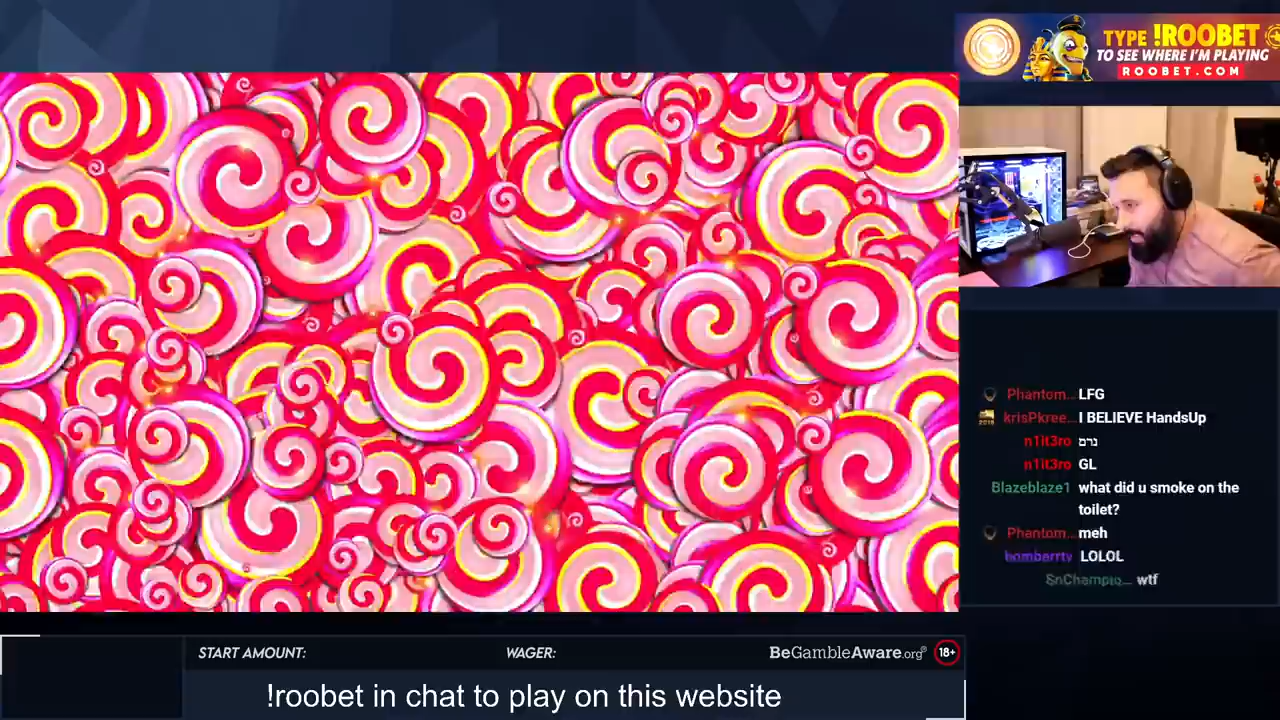 TYPE !ROOBET
TO SEE WHERE I'M PLAYING
ROOBET.COM
Phantom... LFG
krisPkree... I BELIEVE HandsUp
n1it3ro נרם
n1it3ro GL
Blazeblaze1 what did u smoke on the
toilet?
Phantom... meh
bombarrty LOLOL
SnChampio... wtf
START AMOUNT: WAGER: BeGambleAware.org® 18+
!roobet in chat to play on this website